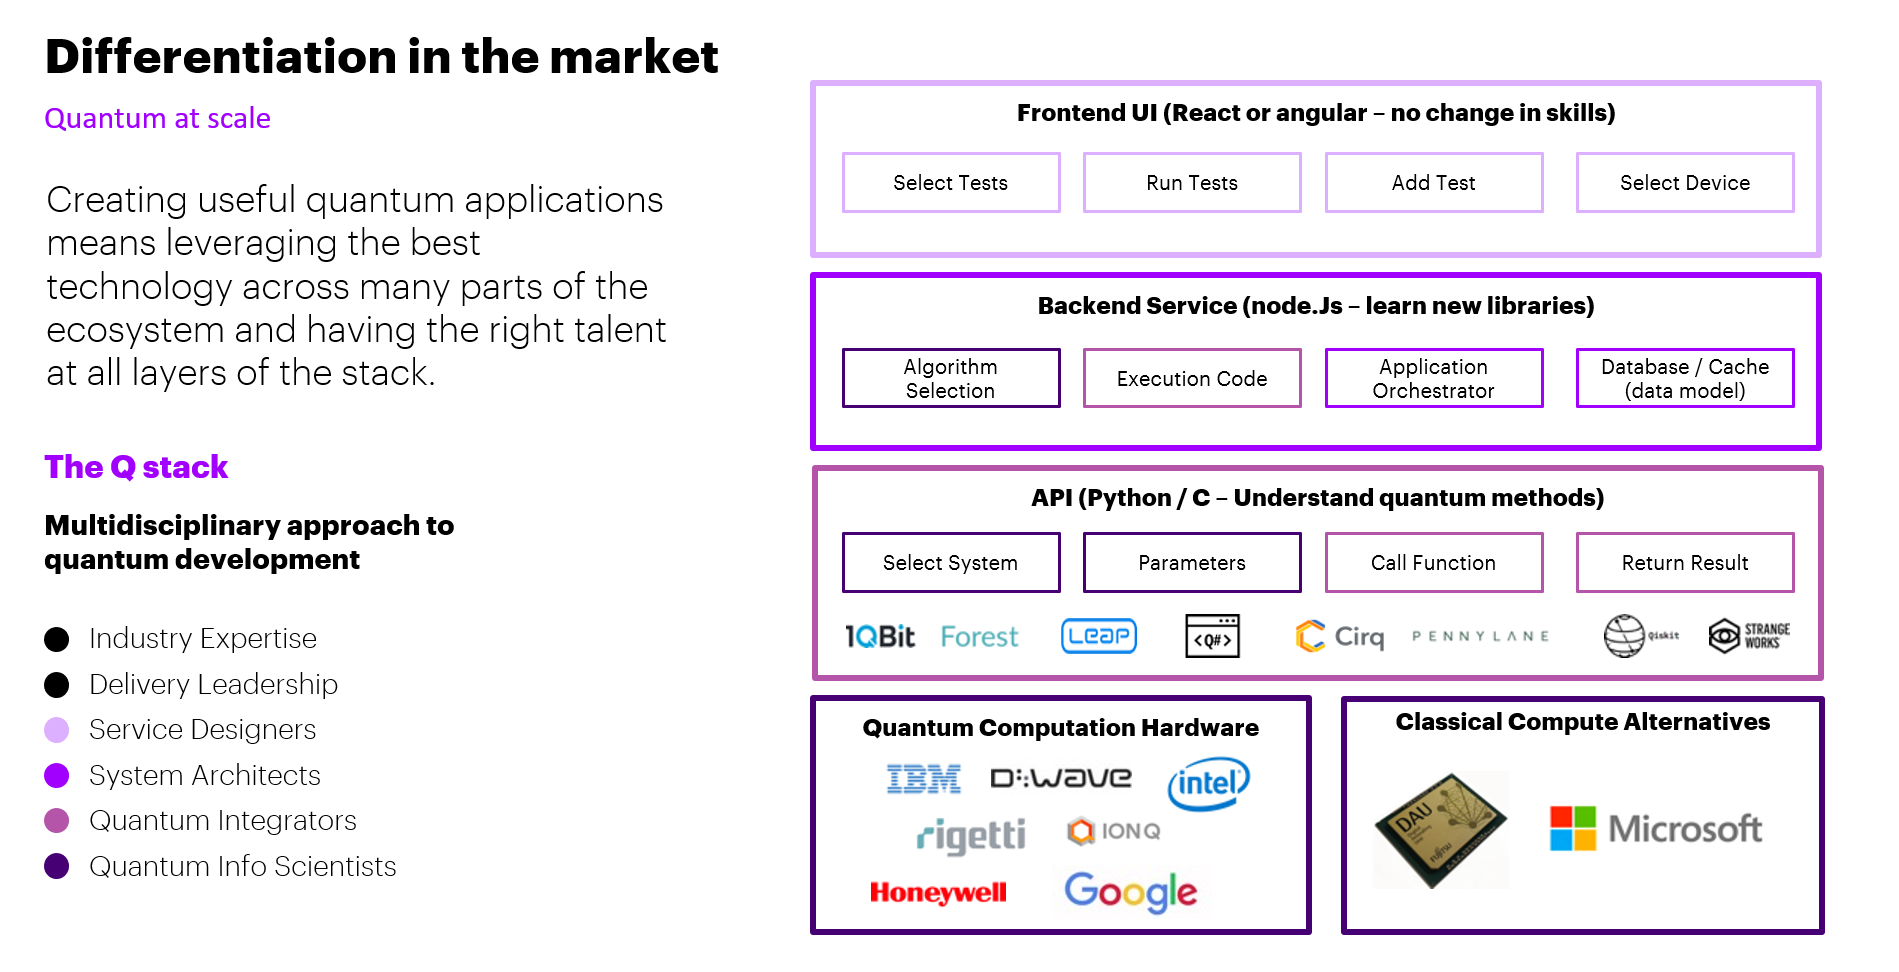 Differentiation in the market
Quantum at scale
Creating useful quantum applications
means leveraging the best
technology across many parts of the
ecosystem and having the right talent
at all layers of the stack.
The Q stack
Multidisciplinary approach to
quantum development
Industry Expertise
Delivery Leadership
Service Designers
System Architects
Quantum Integrators
Quantum Info Scientists
Frontend UI (React or angular – no change in skills)
Select Tests
Run Tests
Add Test
Select Device
Backend Service (node.Js – learn new libraries)
Algorithm
Selection
Execution Code
Application
Orchestrator
Database / Cache
(data model)
API (Python / C – Understand quantum methods)
Select System
Parameters
Call Function
Return Result
1QBit
Forest
Leap
<Q#>
Cirq
PENNYLANE
Qiskit
STRANGE
WORKS
Quantum Computation Hardware
IBM
D:Wave
intel
rigetti
IONQ
Honeywell
Google
Classical Compute Alternatives
DAU
FUJITSU
Microsoft